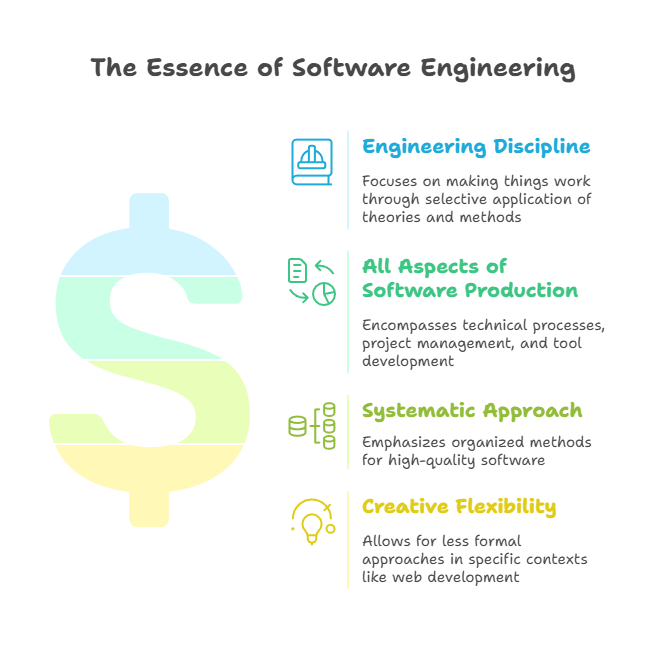 The Essence of Software Engineering
Engineering Discipline
Focuses on making things work
through selective application of
theories and methods
All Aspects of
Software Production
Encompasses technical processes,
project management, and tool
development
Systematic Approach
Emphasizes organized methods
for high-quality software
Creative Flexibility
Allows for less formal
approaches in specific contexts
like web development